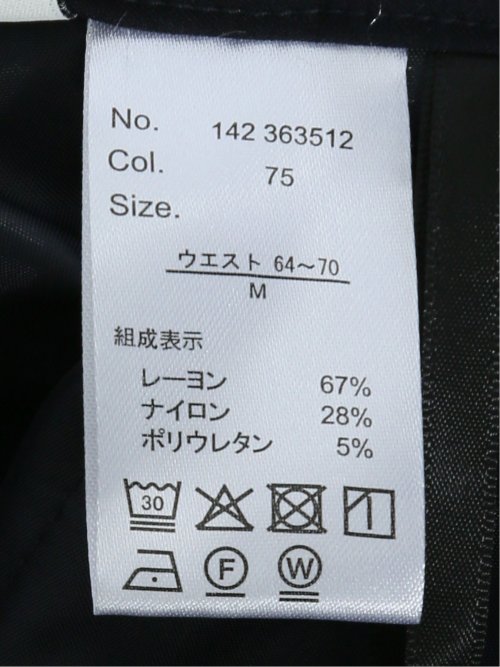 No. 142 363512
Col. 75
Size.
ウエスト 64～70
M
組成表示
レーヨン 67%
ナイロン 28%
ポリウレタン 5%
30
F W